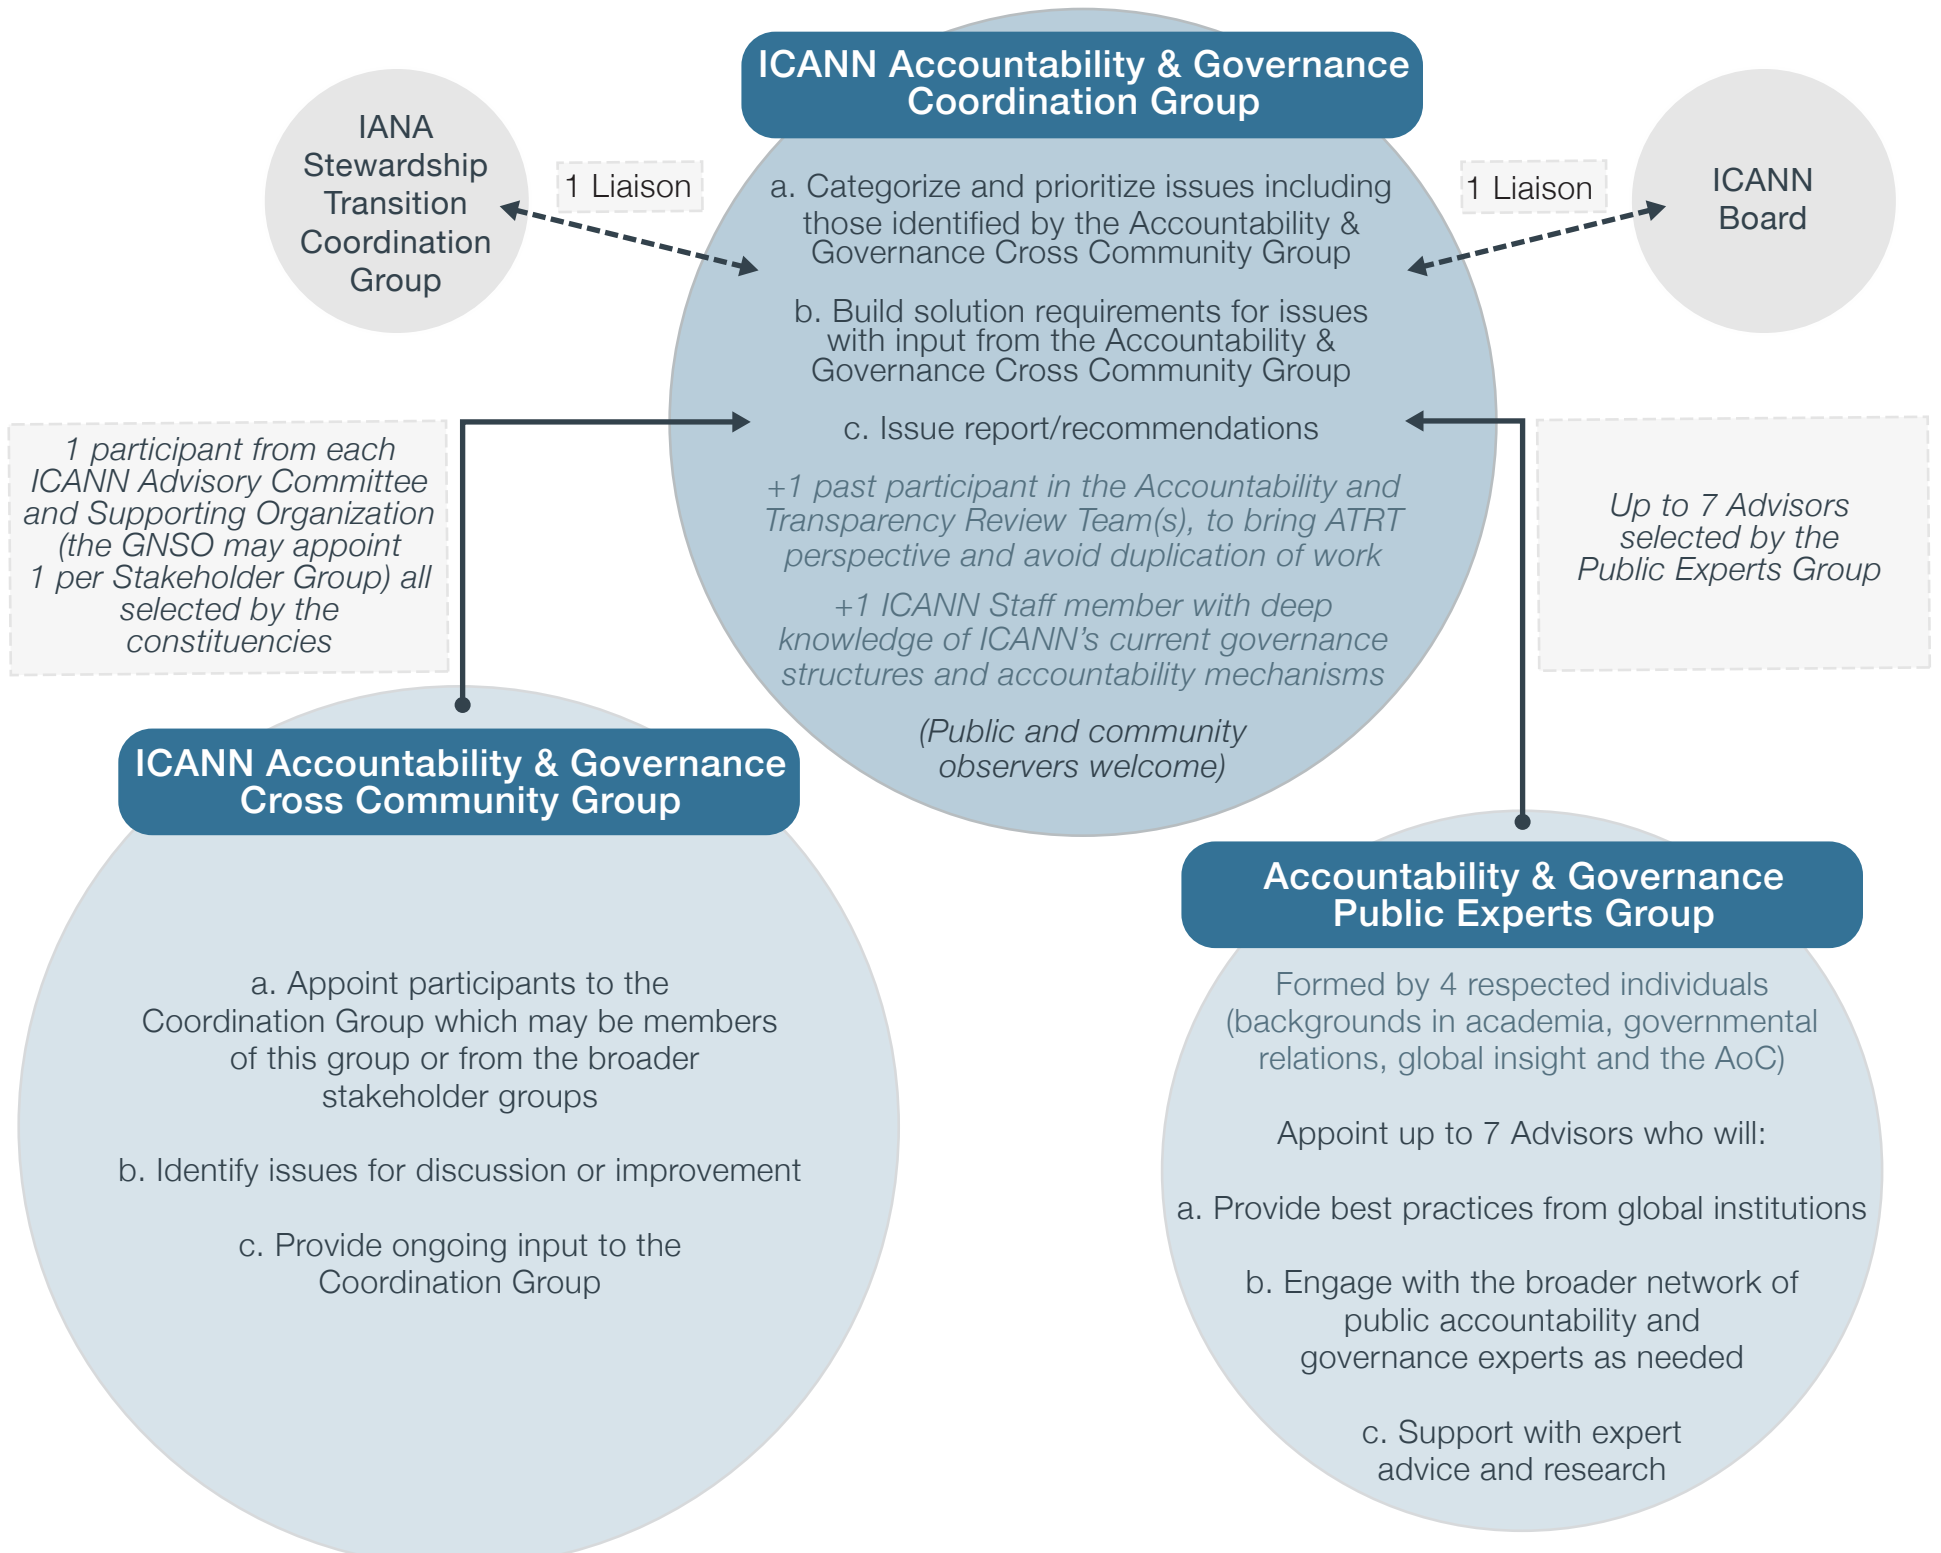 ICANN Accountability & Governance
Coordination Group
IANA
Stewardship
Transition
Coordination
Group
1 Liaison
1 Liaison
ICANN
Board
a. Categorize and prioritize issues including
those identified by the Accountability &
Governance Cross Community Group
b. Build solution requirements for issues
with input from the Accountability &
Governance Cross Community Group
c. Issue report/recommendations
+1 past participant in the Accountability and
Transparency Review Team(s), to bring ATRT
perspective and avoid duplication of work
+1 ICANN Staff member with deep
knowledge of ICANN’s current governance
structures and accountability mechanisms
(Public and community
observers welcome)
1 participant from each
ICANN Advisory Committee
and Supporting Organization
(the GNSO may appoint
1 per Stakeholder Group) all
selected by the
constituencies
Up to 7 Advisors
selected by the
Public Experts Group
ICANN Accountability & Governance
Cross Community Group
a. Appoint participants to the
Coordination Group which may be members
of this group or from the broader
stakeholder groups
b. Identify issues for discussion or improvement
c. Provide ongoing input to the
Coordination Group
Accountability & Governance
Public Experts Group
Formed by 4 respected individuals
(backgrounds in academia, governmental
relations, global insight and the AoC)
Appoint up to 7 Advisors who will:
a. Provide best practices from global institutions
b. Engage with the broader network of
public accountability and
governance experts as needed
c. Support with expert
advice and research